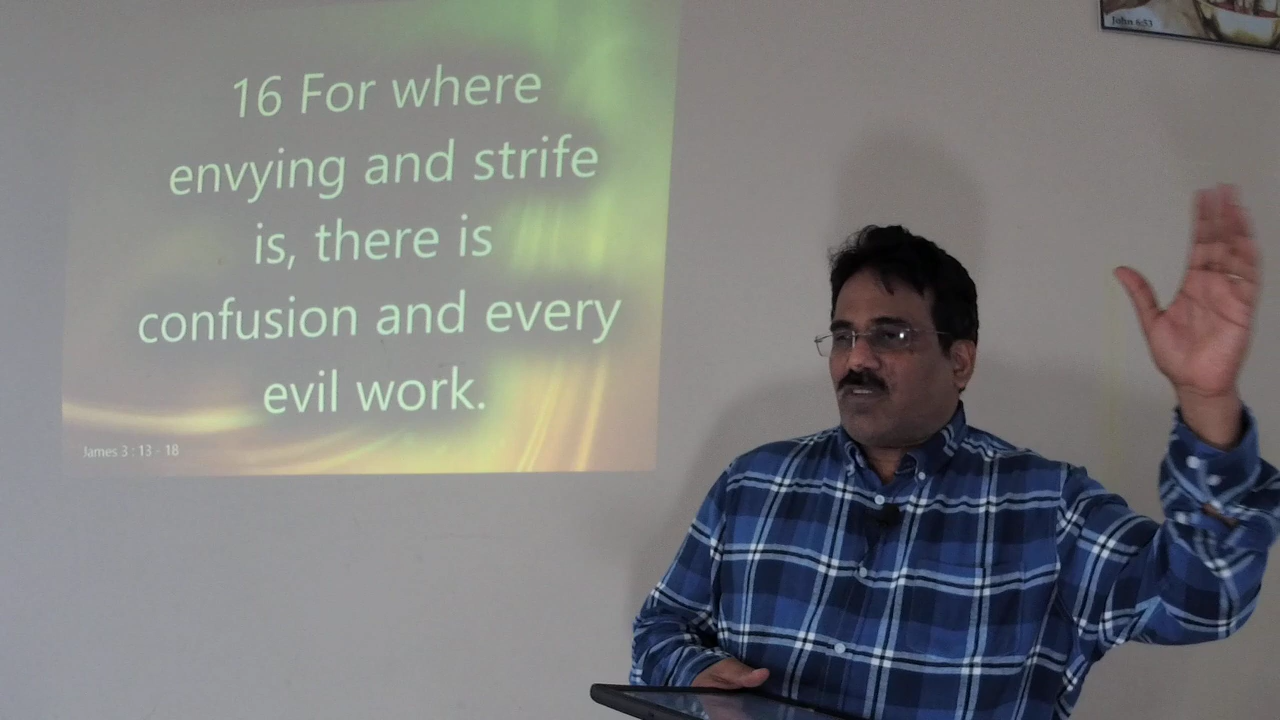 16 For where
envying and strife
is, there is
confusion and every
evil work.
James 3 : 13 - 18
John 6:53